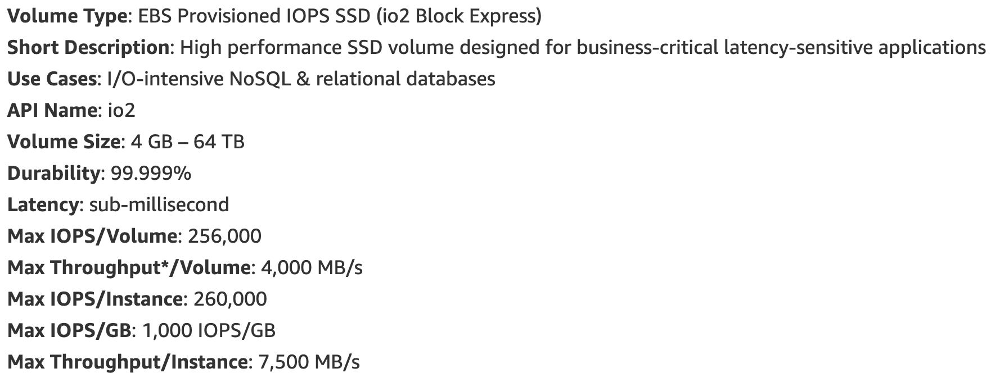 Volume Type: EBS Provisioned IOPS SSD (io2 Block Express)
Short Description: High performance SSD volume designed for business-critical latency-sensitive applications
Use Cases: I/O-intensive NoSQL & relational databases
API Name: io2
Volume Size: 4 GB – 64 TB
Durability: 99.999%
Latency: sub-millisecond
Max IOPS/Volume: 256,000
Max Throughput*/Volume: 4,000 MB/s
Max IOPS/Instance: 260,000
Max IOPS/GB: 1,000 IOPS/GB
Max Throughput/Instance: 7,500 MB/s